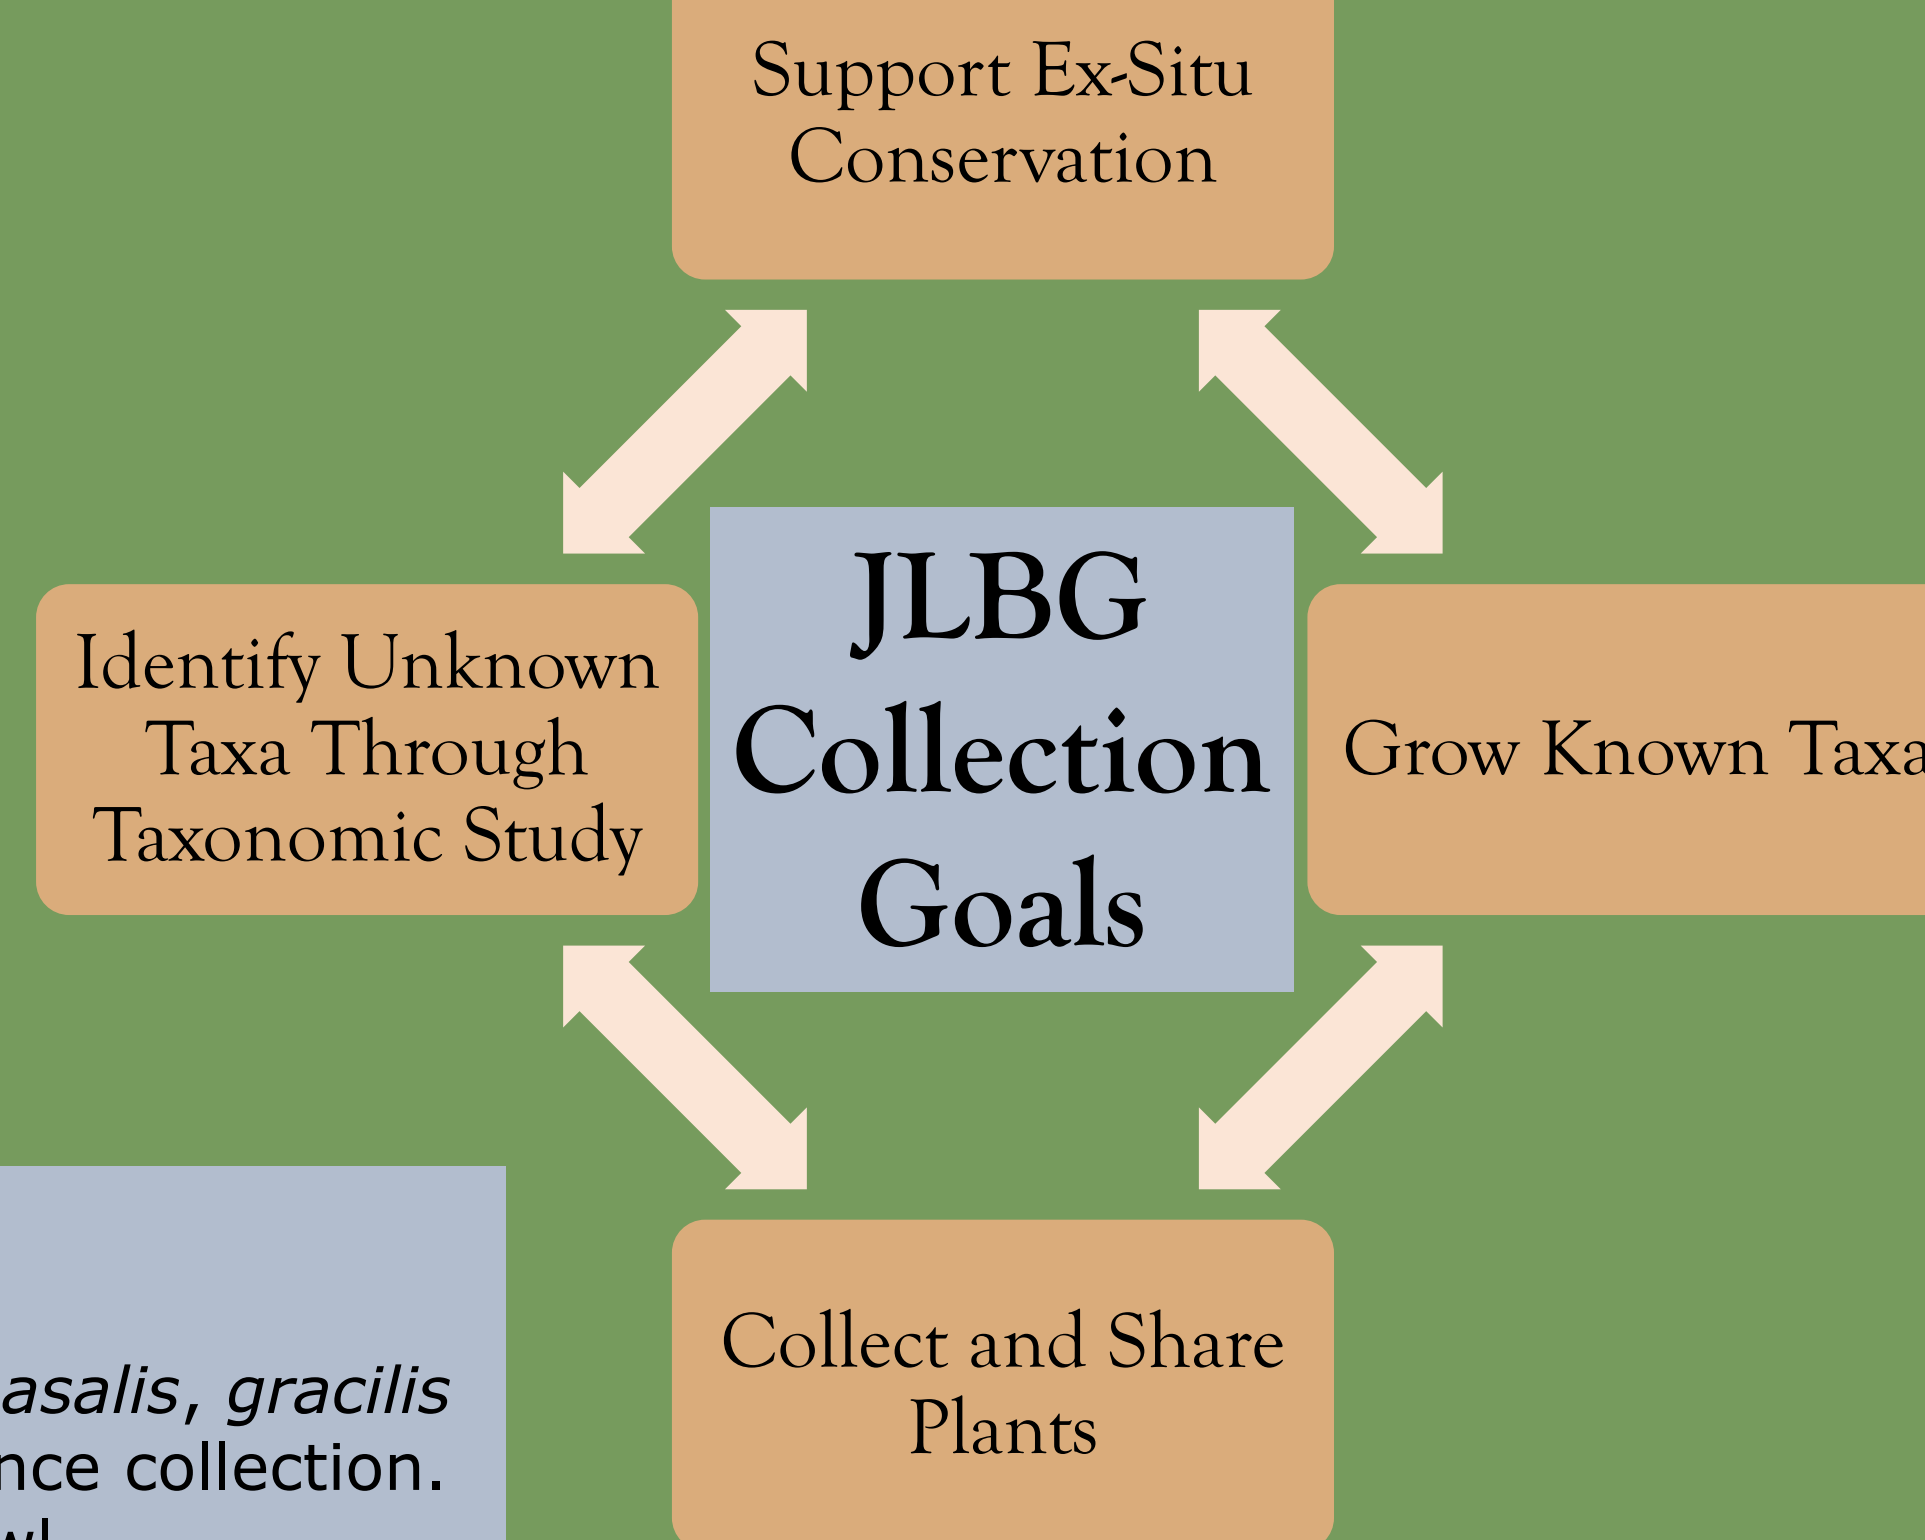 Support Ex-Situ
Conservation
JLBG
Collection
Goals
Identify Unknown
Taxa Through
Taxonomic Study
Grow Known Taxa
Collect and Share
Plants
asalis, gracilis
nce collection.